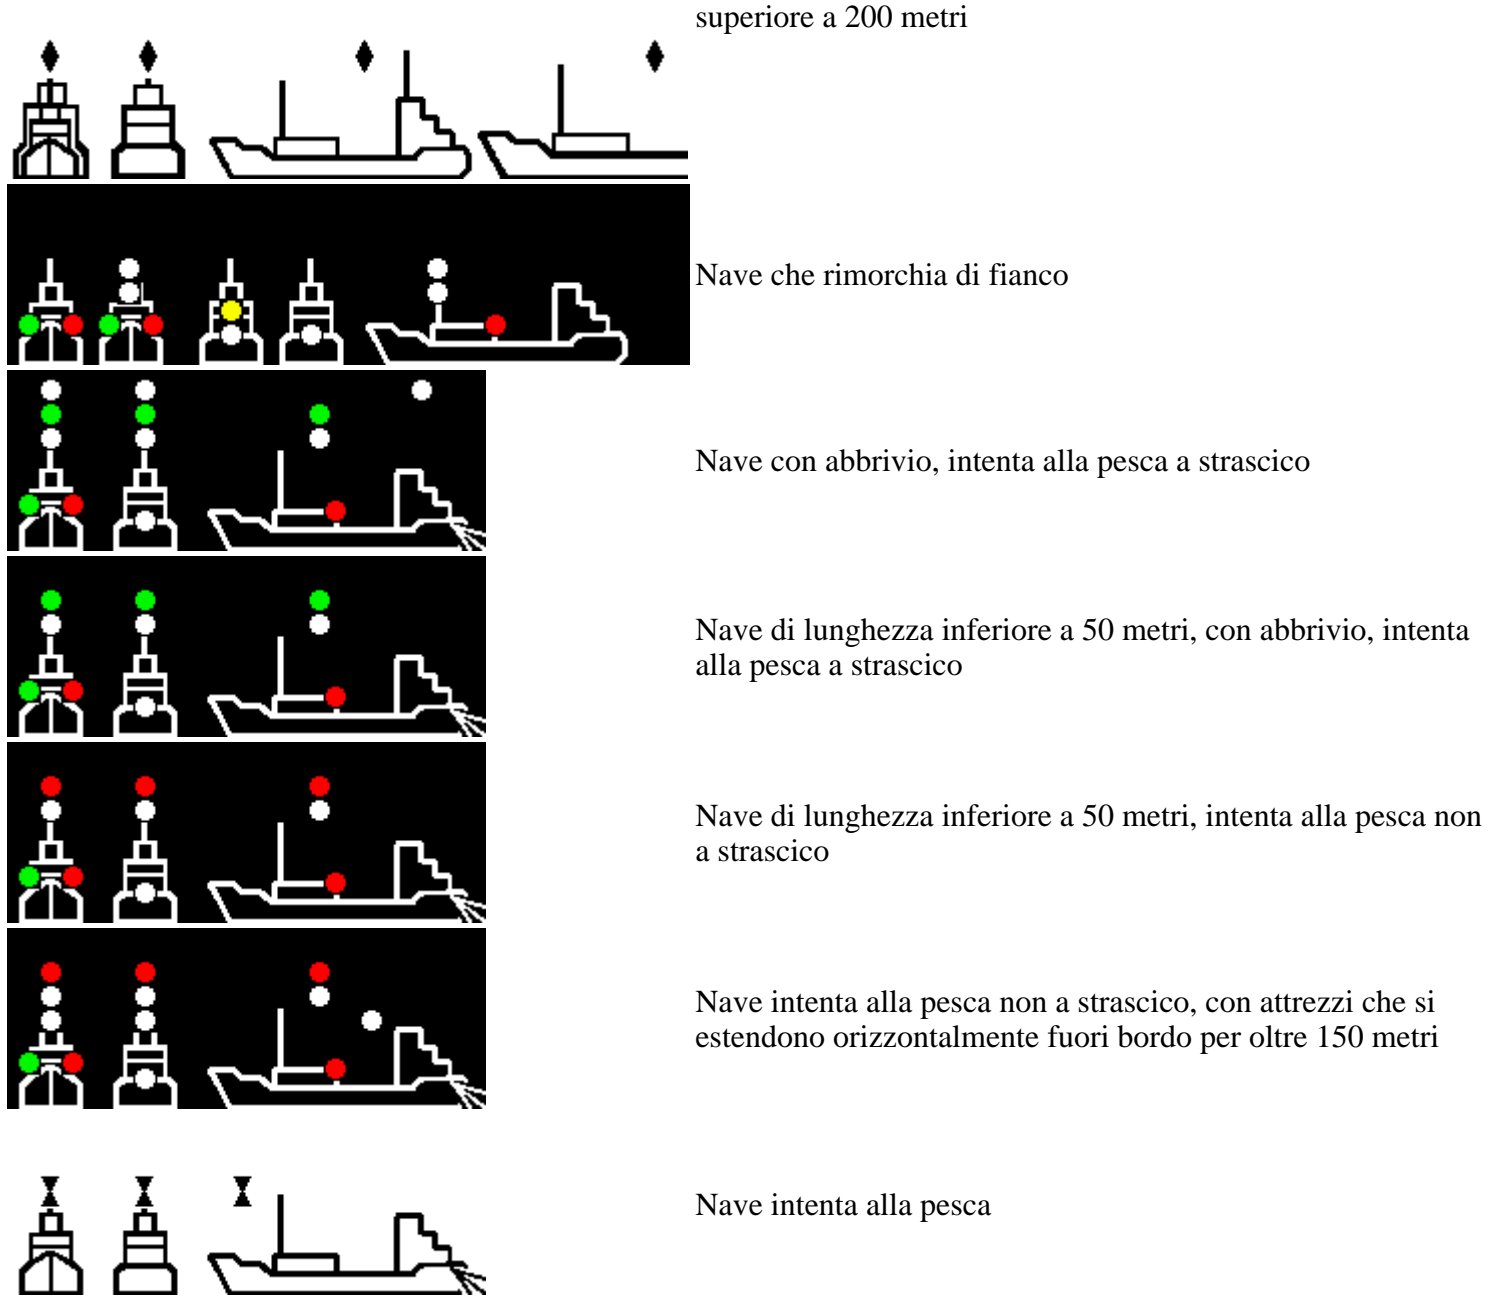 superiore a 200 metri
Nave che rimorchia di fianco
Nave con abbrivio, intenta alla pesca a strascico
Nave di lunghezza inferiore a 50 metri, con abbrivio, intenta
alla pesca a strascico
Nave di lunghezza inferiore a 50 metri, intenta alla pesca non
a strascico
Nave intenta alla pesca non a strascico, con attrezzi che si
estendono orizzontalmente fuori bordo per oltre 150 metri
Nave intenta alla pesca